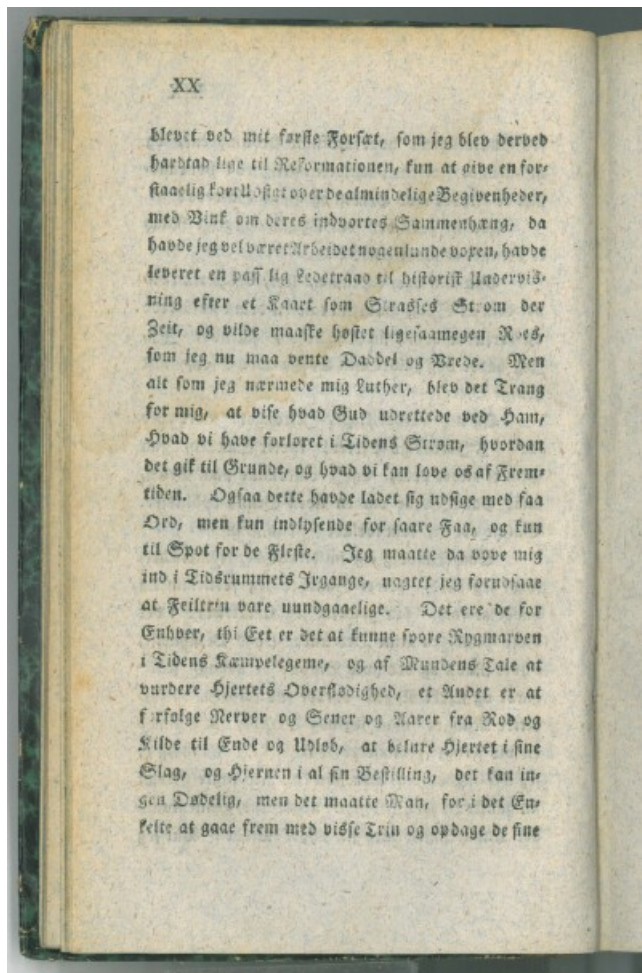 XX
blevet ved mit første Forsæt, som jeg blev derved
hardtad lige til Reformationen, kun at give en for-
staaelig kort Udsigt over de almindelige Begivenheder,
med Vink om deres indvortes Sammenhæng, da
havde jeg vel været Arbeidet nogenlunde voxen, havde
leveret en passelig Ledetraad til historisk Undervis-
ning efter et Kaart som Strasses Strom der
Zeit, og vilde maaske høstet ligesaamegen Roes,
som jeg nu maa vente Daddel og Vrede. Men
alt som jeg nærmede mig Luther, blev det Trang
for mig, at vise hvad Gud udrettede ved Ham,
Hvad vi have forloret i Tidens Strøm, hvordan
det gik til Grunde, og hvad vi kan love os af Frem-
tiden. Ogsaa dette havde ladet sig udsige med faa
Ord, men kun indlysende for saare Faa, og kun
til Spot for de Fleste. Jeg maatte da vove mig
ind i Tidsrummets Irgange, uagtet jeg forudsaae
at Feiltrin vare uundgaaelige. Det ere de for
Enhver, thi Eet er det at kunne spore Rygmarven
i Tidens Kæmpelegeme, og af Mundens Tale at
vurdere Hjertets Overflødighed, et Andet er at
forfølge Nerver og Sener og Aarer fra Rod og
Kilde til Ende og Udløb, at belure Hjertet i sine
Slag, og Hjernen i al sin Bestilling, det kan in-
gen Dødelig, men det maatte Man, for i det En-
kelte at gaae frem med visse Trin og opdage de fine